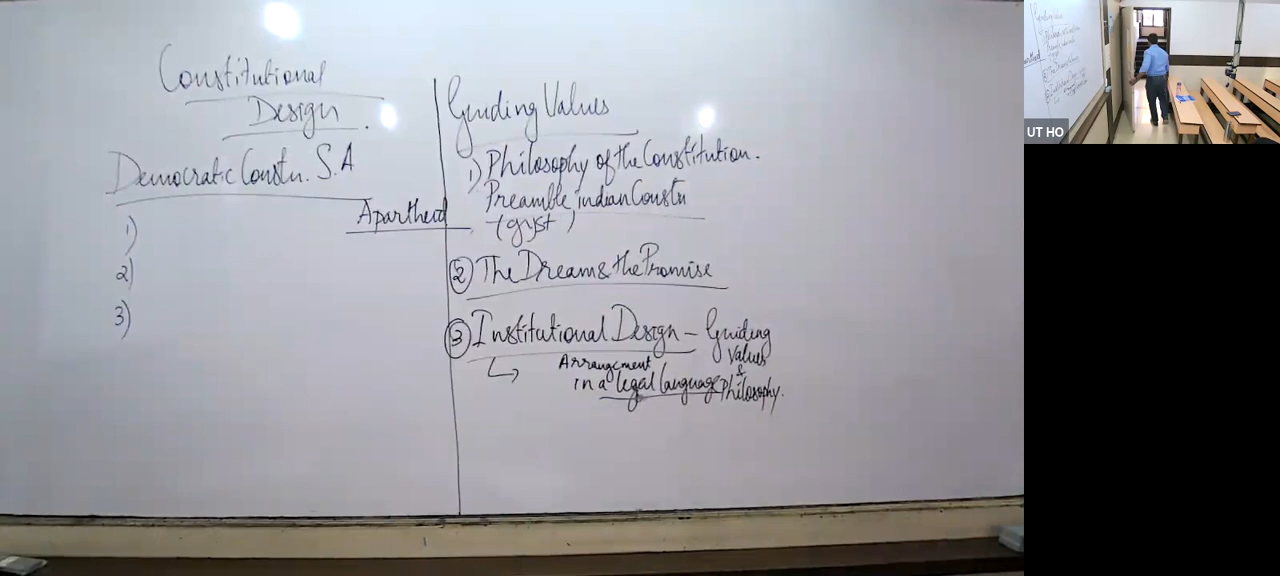 Constitutional
Design.
Democratic Constn. S.A
Apartheid
1)
2)
3)
Guiding Values
1) Philosophy of the Constitution.
Preamble, indian Constn
(gyst)
② The Dream & the Promise
③ Institutional Design – Guiding
Values
&
Philosophy.
Arrangement
in a legal language
UT HO